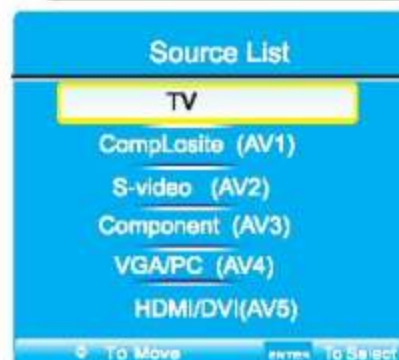 Source List
TV
CompLosite (AV1)
S-video (AV2)
Component (AV3)
VGA/PC (AV4)
HDMI/DVI(AV5)
To Move ENTER To Select